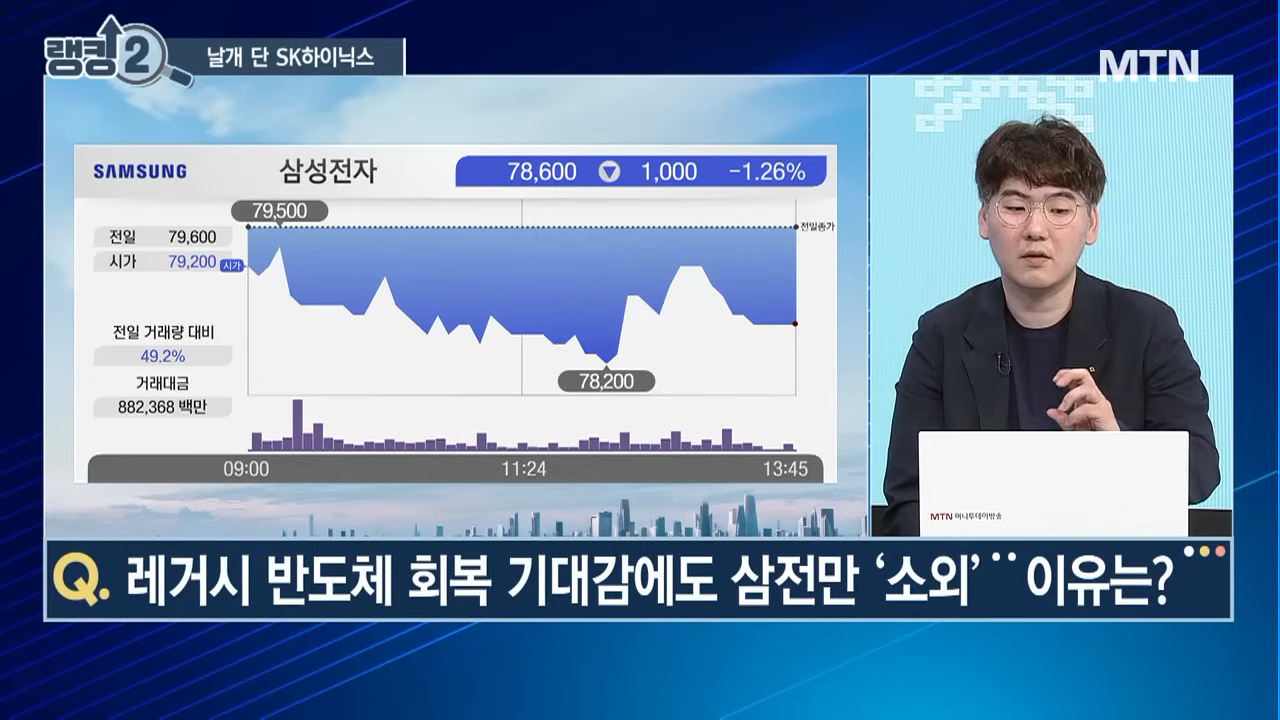 랭킹 2
날개 단 SK하이닉스
MTN
SAMSUNG 삼성전자 78,600 ▼ 1,000 -1.26%
79,500
전일종가
전일 79,600
시가 79,200 시가
전일 거래량 대비
49.2%
거래대금
882,368 백만
78,200
09:00 11:24 13:45
MTN 머니투데이방송
Q. 레거시 반도체 회복 기대감에도 삼전만 ‘소외’¨ 이유는?